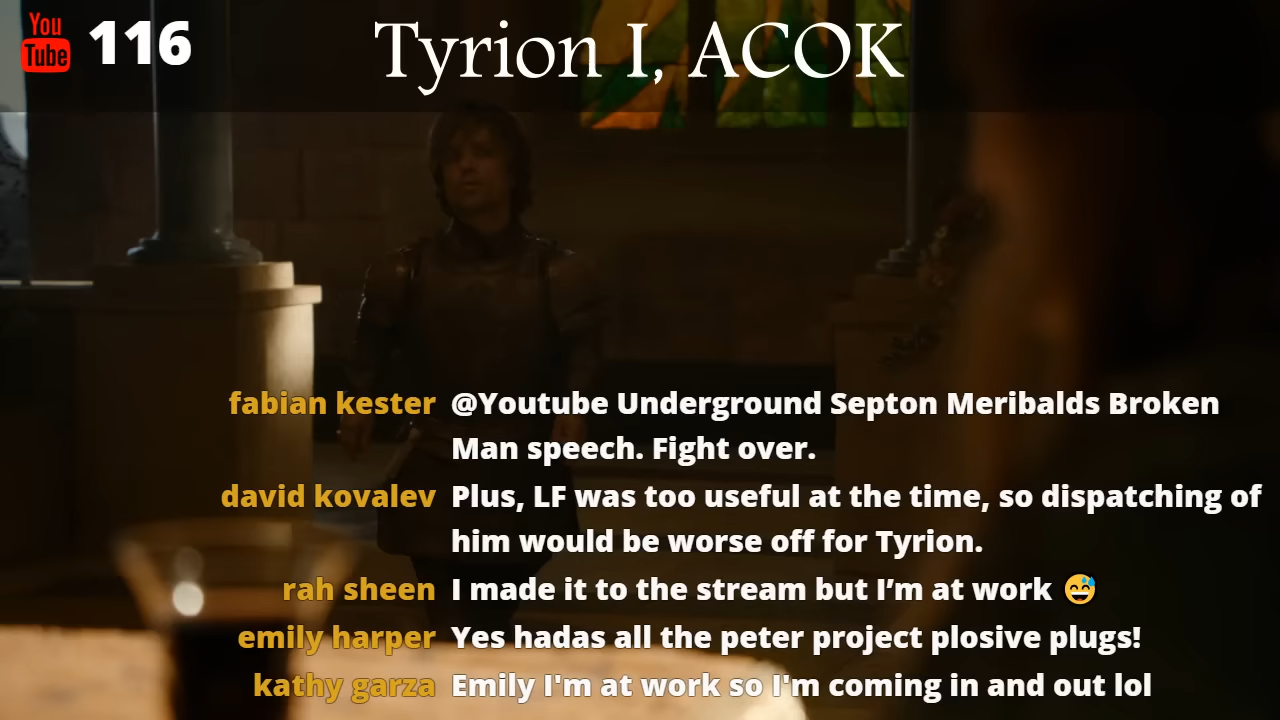 You Tube 116
Tyrion I, ACOK
fabian kester @Youtube Underground Septon Meribalds Broken
Man speech. Fight over.
david kovalev Plus, LF was too useful at the time, so dispatching of
him would be worse off for Tyrion.
rah sheen I made it to the stream but I’m at work 😅
emily harper Yes hadas all the peter project plosive plugs!
kathy garza Emily I'm at work so I'm coming in and out lol